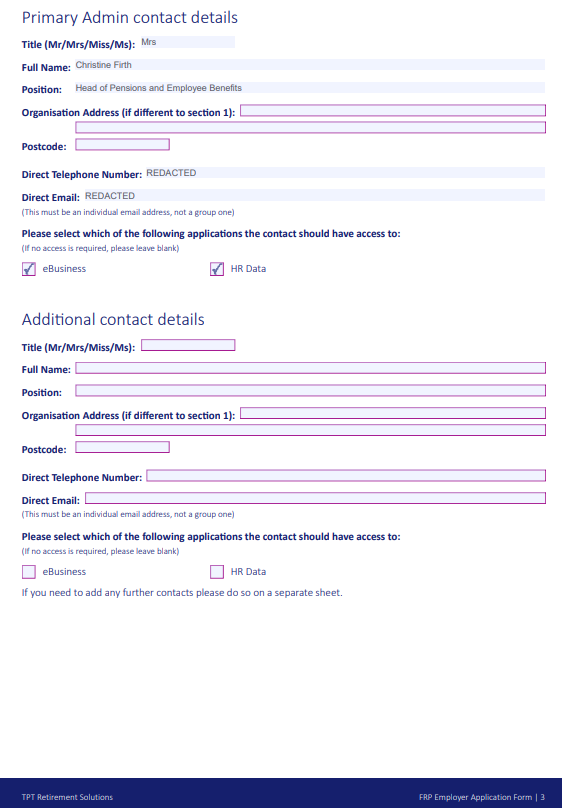 Primary Admin contact details
Title (Mr/Mrs/Miss/Ms): Mrs
Full Name: Christine Firth
Position: Head of Pensions and Employee Benefits
Organisation Address (if different to section 1):
Postcode:
Direct Telephone Number: REDACTED
Direct Email: REDACTED
(This must be an individual email address, not a group one)
Please select which of the following applications the contact should have access to:
(If no access is required, please leave blank)
eBusiness HR Data
Additional contact details
Title (Mr/Mrs/Miss/Ms):
Full Name:
Position:
Organisation Address (if different to section 1):
Postcode:
Direct Telephone Number:
Direct Email:
(This must be an individual email address, not a group one)
Please select which of the following applications the contact should have access to:
(If no access is required, please leave blank)
eBusiness HR Data
If you need to add any further contacts please do so on a separate sheet.
TPT Retirement Solutions FRP Employer Application Form | 3